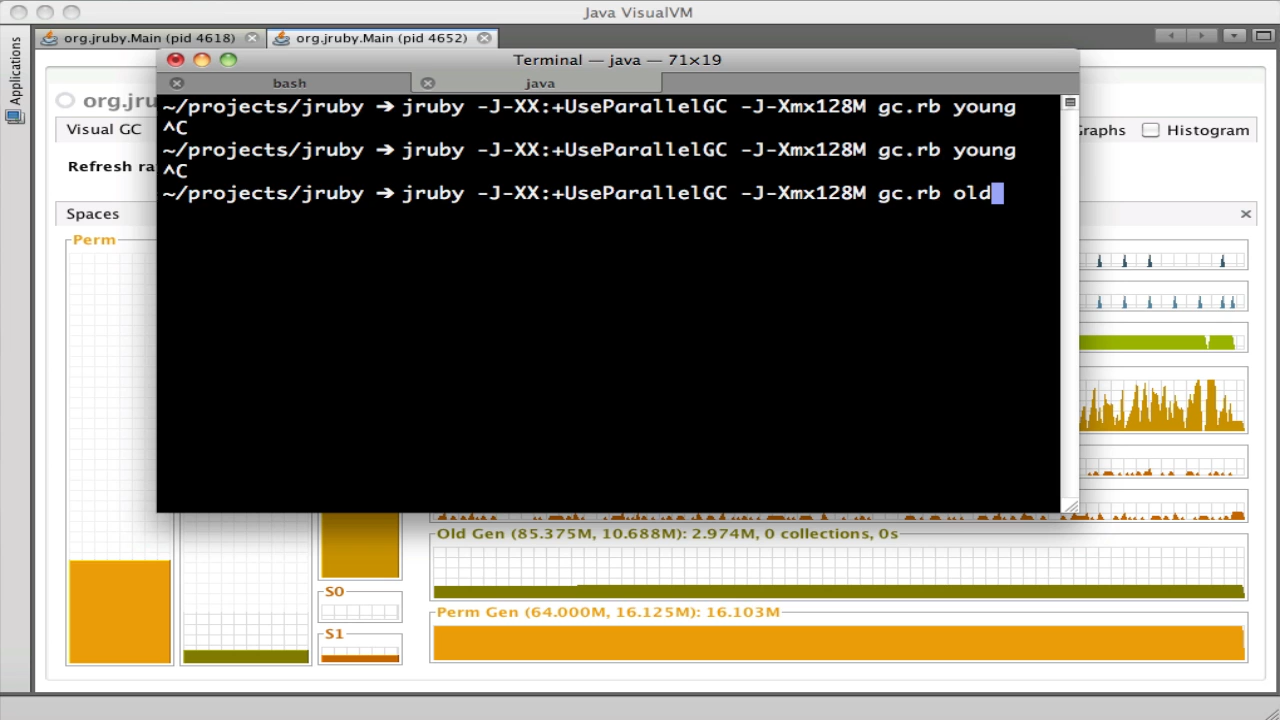 Java VisualVM
Applications
org.jruby.Main (pid 4618)
org.jruby.Main (pid 4652)
Terminal — java — 71×19
bash
java
~/projects/jruby ➔ jruby -J-XX:+UseParallelGC -J-Xmx128M gc.rb young
^C
~/projects/jruby ➔ jruby -J-XX:+UseParallelGC -J-Xmx128M gc.rb young
^C
~/projects/jruby ➔ jruby -J-XX:+UseParallelGC -J-Xmx128M gc.rb old
org.jru
Visual GC
Graphs
Histogram
Refresh ra
Spaces
Perm
S0
S1
Old Gen (85.375M, 10.688M): 2.974M, 0 collections, 0s
Perm Gen (64.000M, 16.125M): 16.103M